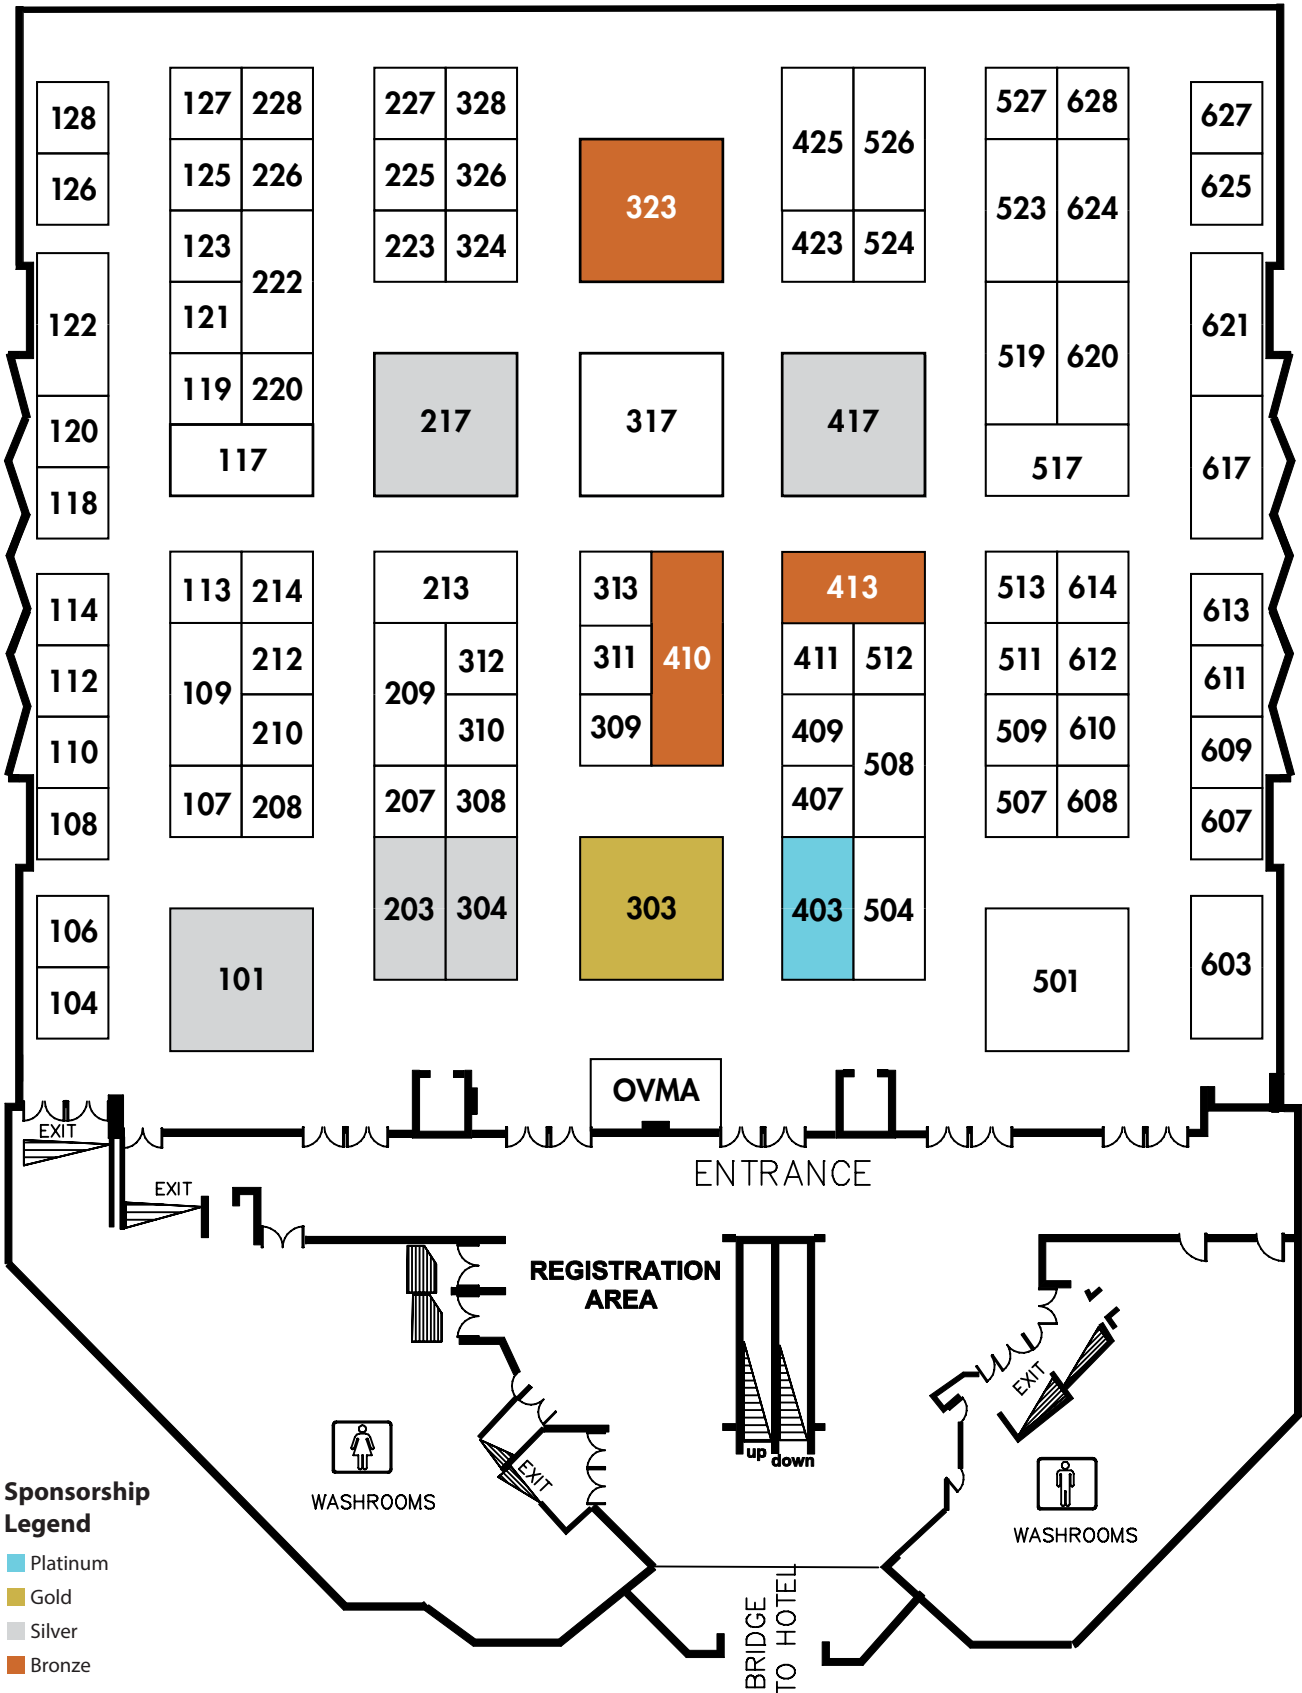 127 228 227 328 527 628
128 627
425 526
125 226 225 326
126 625
323 523 624
123 223 324 423 524
222
121
122 621
519 620
119 220
217 317 417
120
117 517 617
118
113 214 213 313 413 513 614
114 613
212 312 311 410 411 512 511 612
112 611
109 209
210 310 309 409 509 610
110 609
508
107 208 207 308 407 507 608
108 607
203 304 303 403 504
106
603
101 501
104
OVMA
EXIT
ENTRANCE
EXIT
REGISTRATION
AREA
EXIT
up down
EXIT
WASHROOMS
WASHROOMS
Sponsorship
Legend
Platinum
Gold
Silver
Bronze
BRIDGE
TO HOTEL